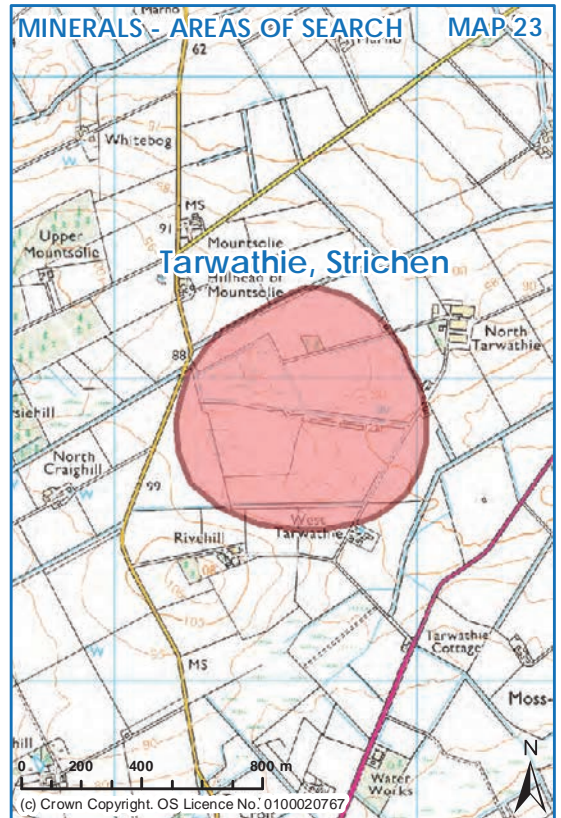 MINERALS - AREAS OF SEARCH MAP 23
62
Whitebog
W
MS
91
Mountsolie
Upper
Mountsolie
Tarwathie, Strichen
Hillhead of
Mountsolie
North
Tarwathie
88
North
Craighill
W
99
West
Tarwathie
Rivehill
Tarwathie
Cottage
W
MS
Moss-
hill
N
0 200 400 800 m
Water
Works
(c) Crown Copyright. OS Licence No. 0100020767